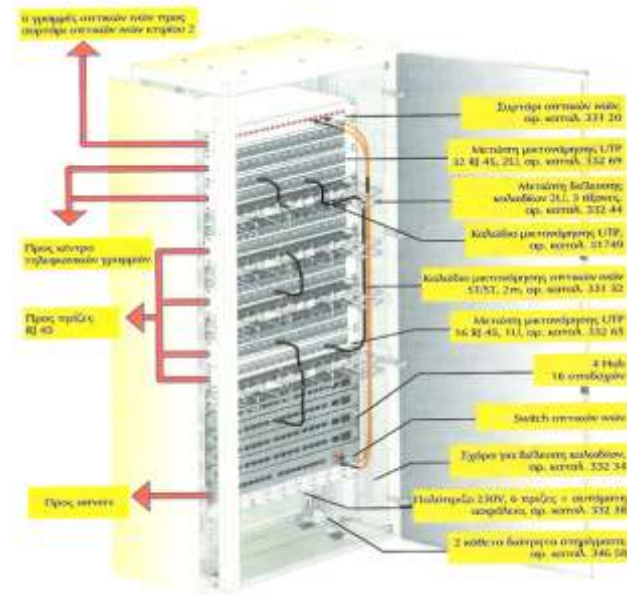 6 γραμμές οπτικών ινών προς
συρτάρι οπτικών ινών κτιρίου 2
Προς κέντρο
τηλεφωνικών γραμμών
Προς πρίζες
RJ 45
Προς servers
Συρτάρι οπτικών ινών,
αρ. καταλ. 331 20
Μετώπη μικτονόμησης UTP
32 RJ 45, 2U, αρ. καταλ. 332 69
Μετώπη διέλευσης
καλωδίων 2U, 5
αρ. καταλ. 332 44
Καλώδιο μικτονόμησης UTP,
αρ. καταλ. 517 49
Καλώδιο μικτονόμησης οπτικών ινών
ST/ST, 2m, αρ. καταλ. 331 32
Μετώπη μικτονόμησης UTP
16 RJ 45, 1U, αρ. καταλ. 332 65
4 Hub
16 υποδοχών
Switch οπτικών ινών
Σχάρα για διέλευση καλωδίων,
αρ. καταλ. 332 34
Πολύπριζο 230V, 6 πρίζες + αυτόματη
ασφάλεια, αρ. καταλ. 332 38
2 κάθετα διάτρητα στηρίγματα
αρ. καταλ. 346 58